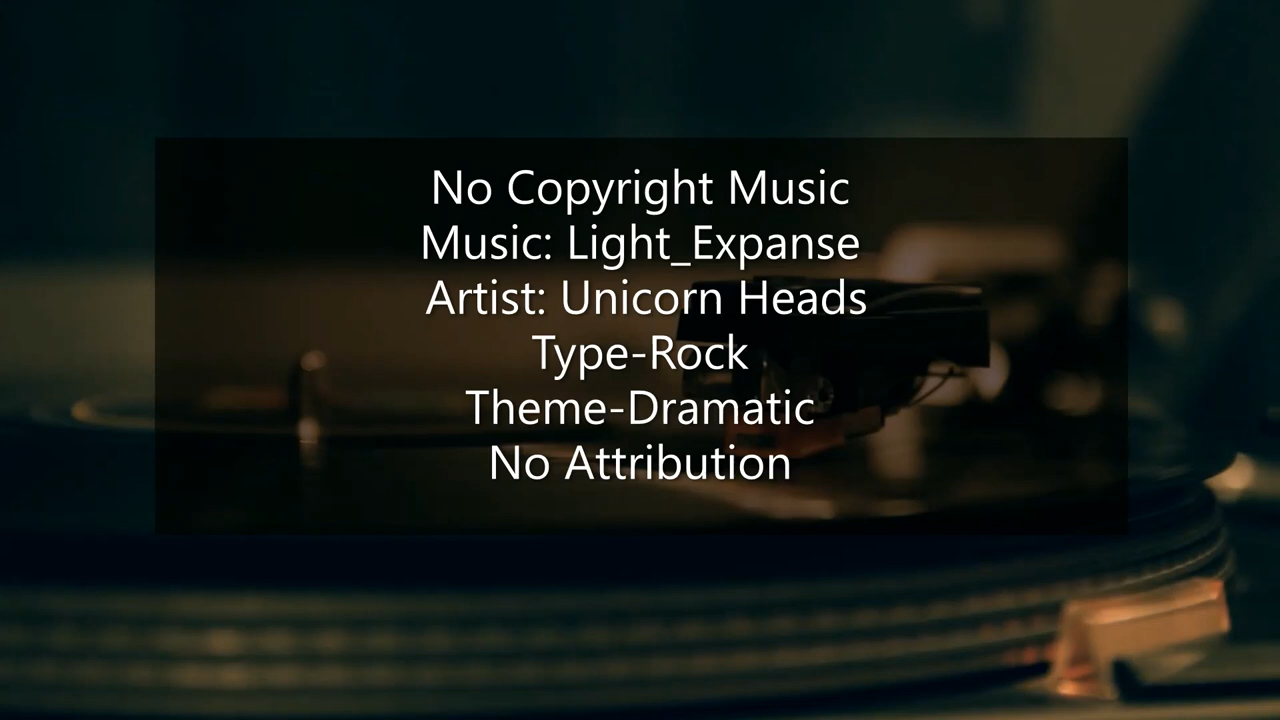 No Copyright Music
Music: Light_Expanse
Artist: Unicorn Heads
Type-Rock
Theme-Dramatic
No Attribution